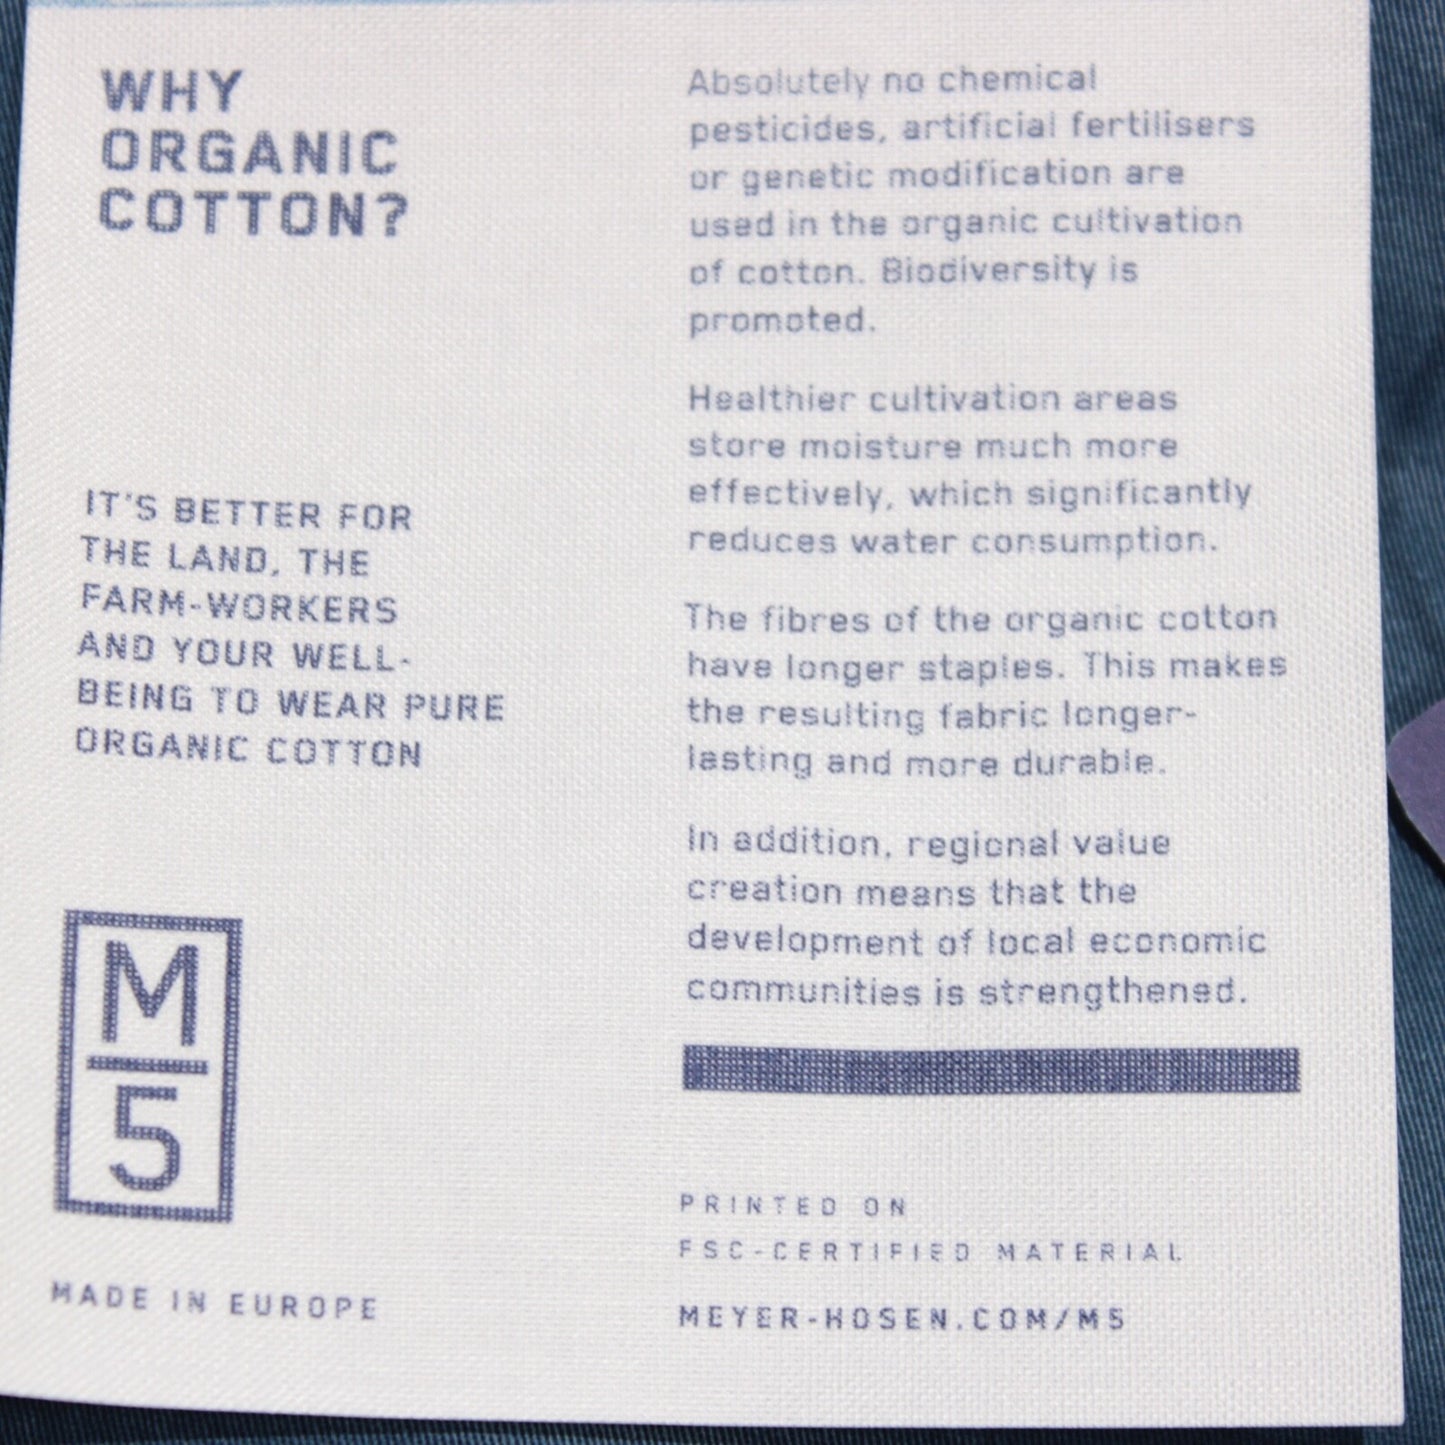 WHY
ORGANIC
COTTON?
IT'S BETTER FOR
THE LAND, THE
FARM-WORKERS
AND YOUR WELL-
BEING TO WEAR PURE
ORGANIC COTTON
M
5
MADE IN EUROPE
Absolutely no chemical
pesticides, artificial fertilisers
or genetic modification are
used in the organic cultivation
of cotton. Biodiversity is
promoted.
Healthier cultivation areas
store moisture much more
effectively, which significantly
reduces water consumption.
The fibres of the organic cotton
have longer staples. This makes
the resulting fabric longer-
lasting and more durable.
In addition, regional value
creation means that the
development of local economic
communities is strengthened.
PRINTED ON
FSC-CERTIFIED MATERIAL
MEYER-HOSEN.COM/M5